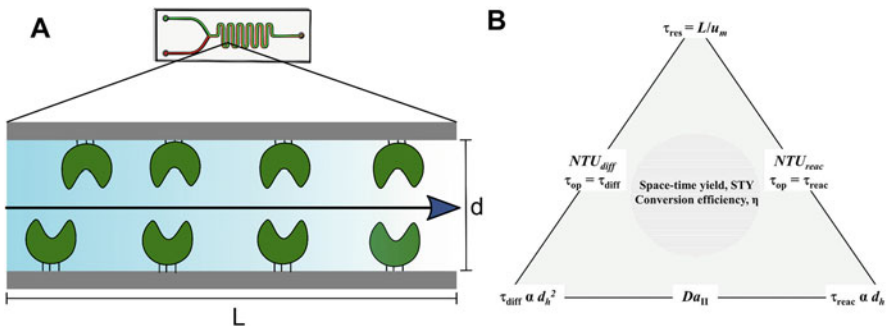 A
d
L
B
τres = L/um
NTUdiff
τop = τdiff
NTUreac
τop = τreac
Space-time yield, STY
Conversion efficiency, η
τdiff α dh²
DaII
τreac α dh